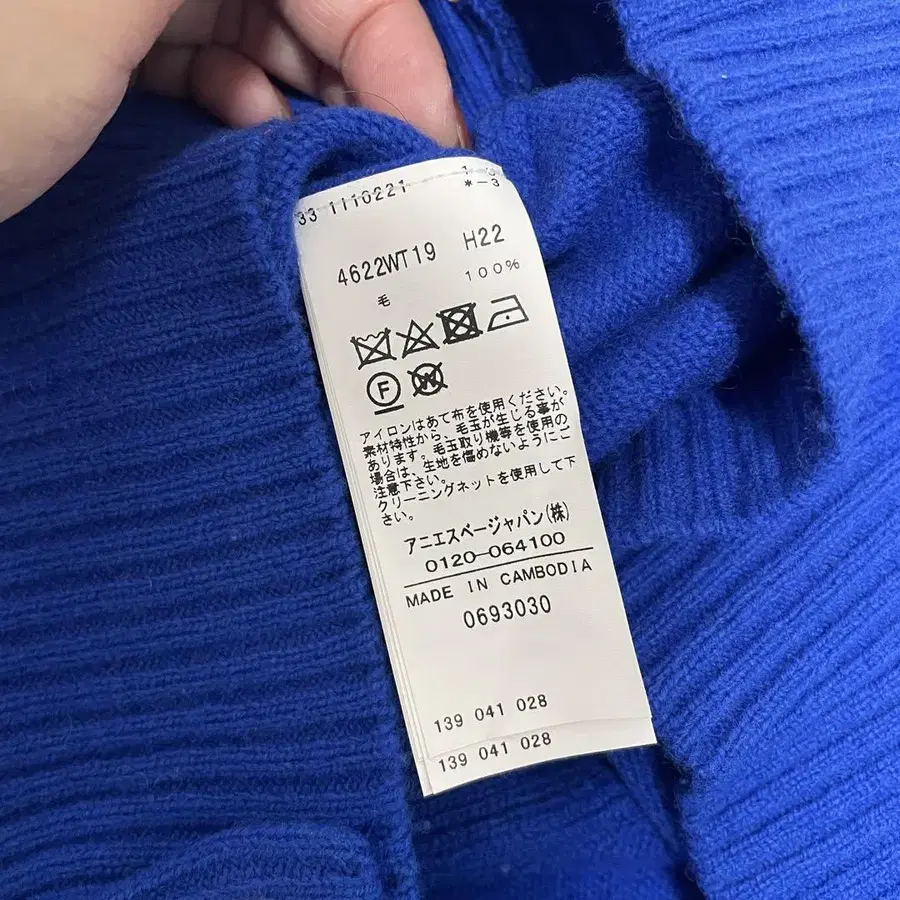 33 1110221
*-3
4622WT19 H22
毛 100%
F
W
アイロンはあて布を使用ください。
素材特性から、毛玉が生じる事が
あります。毛玉取り機等を使用の
場合は、生地を傷めないようにご
注意下さい。
クリーニングネットを使用して下
さい。
アニエスベージャパン(株)
0120-064100
MADE IN CAMBODIA
0693030
139 041 028
139 041 028